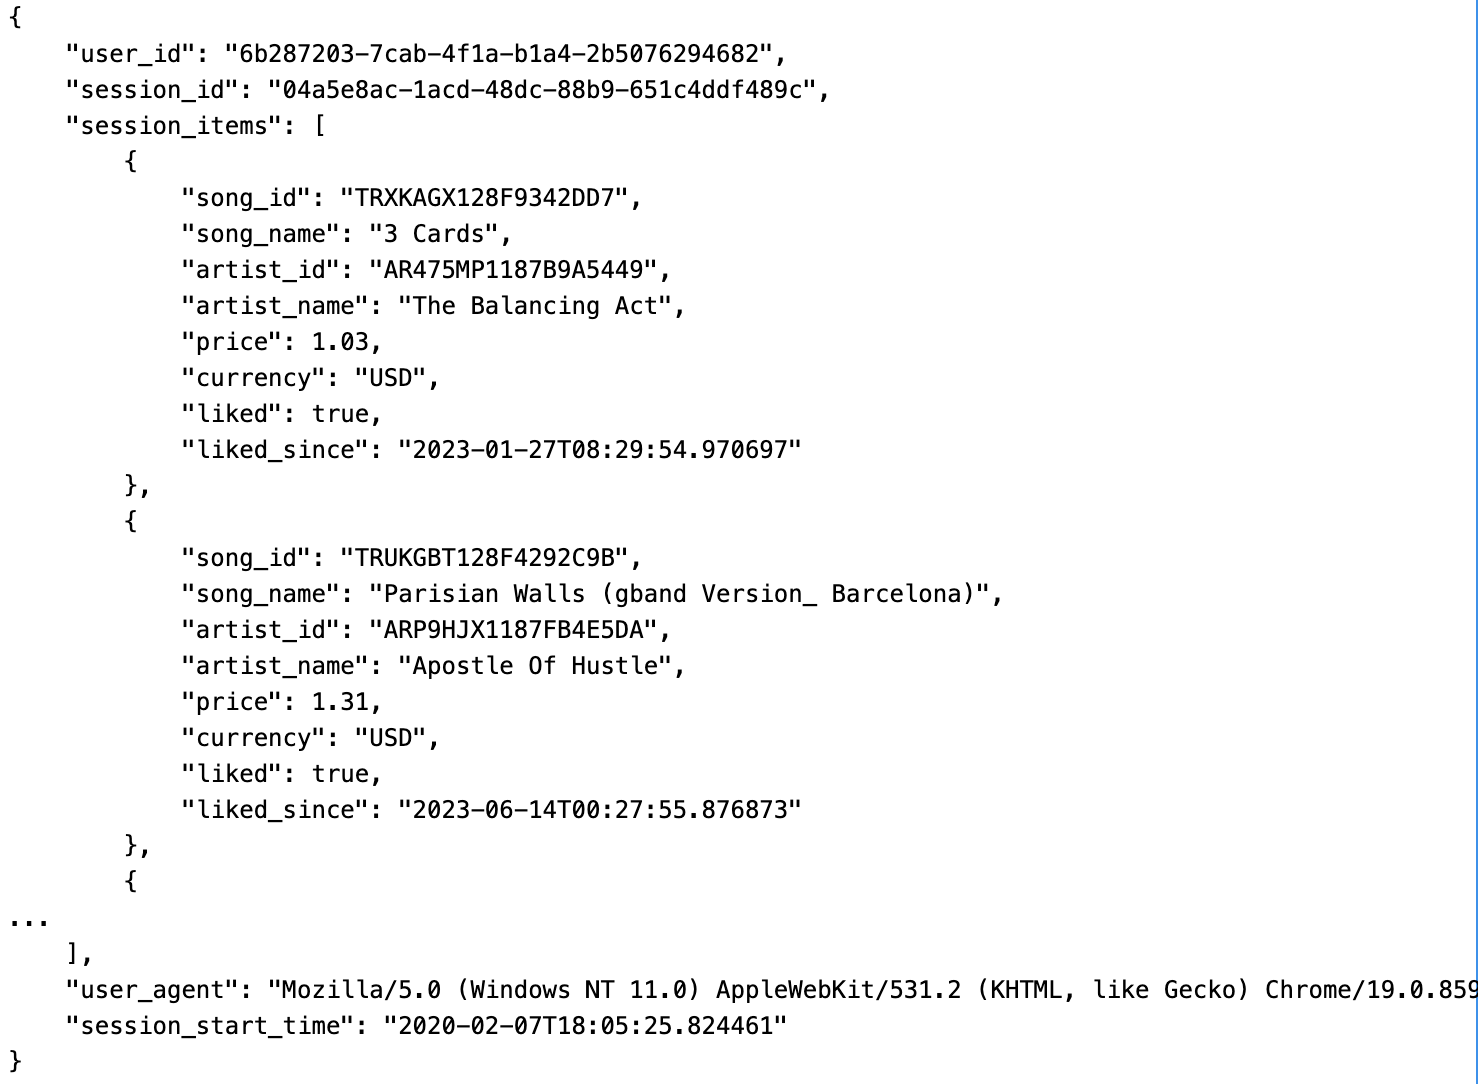 {
    "user_id": "6b287203-7cab-4f1a-b1a4-2b5076294682",
    "session_id": "04a5e8ac-1acd-48dc-88b9-651c4ddf489c",
    "session_items": [
        {
            "song_id": "TRXKAGX128F9342DD7",
            "song_name": "3 Cards",
            "artist_id": "AR475MP1187B9A5449",
            "artist_name": "The Balancing Act",
            "price": 1.03,
            "currency": "USD",
            "liked": true,
            "liked_since": "2023-01-27T08:29:54.970697"
        },
        {
            "song_id": "TRUKGBT128F4292C9B",
            "song_name": "Parisian Walls (gband Version_ Barcelona)",
            "artist_id": "ARP9HJX1187FB4E5DA",
            "artist_name": "Apostle Of Hustle",
            "price": 1.31,
            "currency": "USD",
            "liked": true,
            "liked_since": "2023-06-14T00:27:55.876873"
        },
        {
...
    ],
    "user_agent": "Mozilla/5.0 (Windows NT 11.0) AppleWebKit/531.2 (KHTML, like Gecko) Chrome/19.0.859
    "session_start_time": "2020-02-07T18:05:25.824461"
}